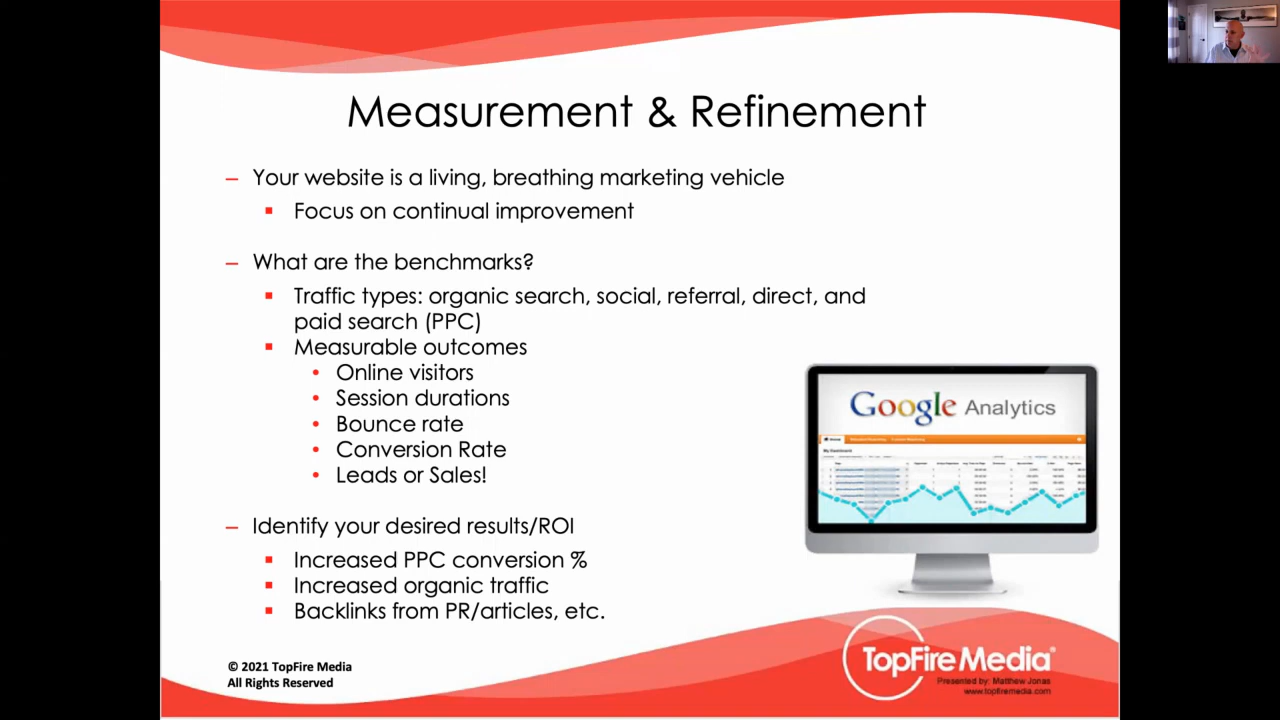 Measurement & Refinement
– Your website is a living, breathing marketing vehicle
▪ Focus on continual improvement
– What are the benchmarks?
▪ Traffic types: organic search, social, referral, direct, and
paid search (PPC)
▪ Measurable outcomes
• Online visitors
• Session durations
• Bounce rate
• Conversion Rate
• Leads or Sales!
Google Analytics
My Dashboard
– Identify your desired results/ROI
▪ Increased PPC conversion %
▪ Increased organic traffic
▪ Backlinks from PR/articles, etc.
© 2021 TopFire Media
All Rights Reserved
TopFire Media®
Presented by: Matthew Jonas
www.topfiremedia.com